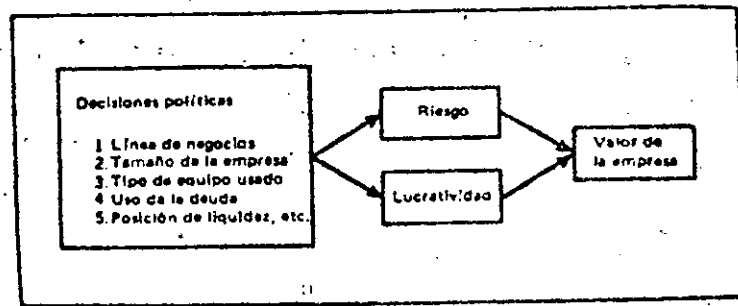 Decisiones políticas
1 Línea de negocios
2. Tamaño de la empresa
3. Tipo de equipo usado
4 Uso de la deuda
5. Posición de liquidez, etc.
Riesgo
Lucratividad
Valor de
la empresa